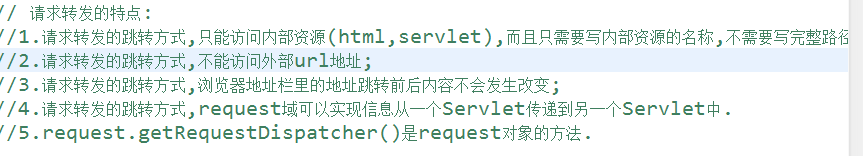 // 请求转发的特点:
//1.请求转发的跳转方式,只能访问内部资源(html,servlet),而且只需要写内部资源的名称,不需要写完整路径
//2.请求转发的跳转方式,不能访问外部url地址;
//3.请求转发的跳转方式,浏览器地址栏里的地址跳转前后内容不会发生改变;
//4.请求转发的跳转方式,request域可以实现信息从一个Servlet传递到另一个Servlet中.
//5.request.getRequestDispatcher()是request对象的方法.